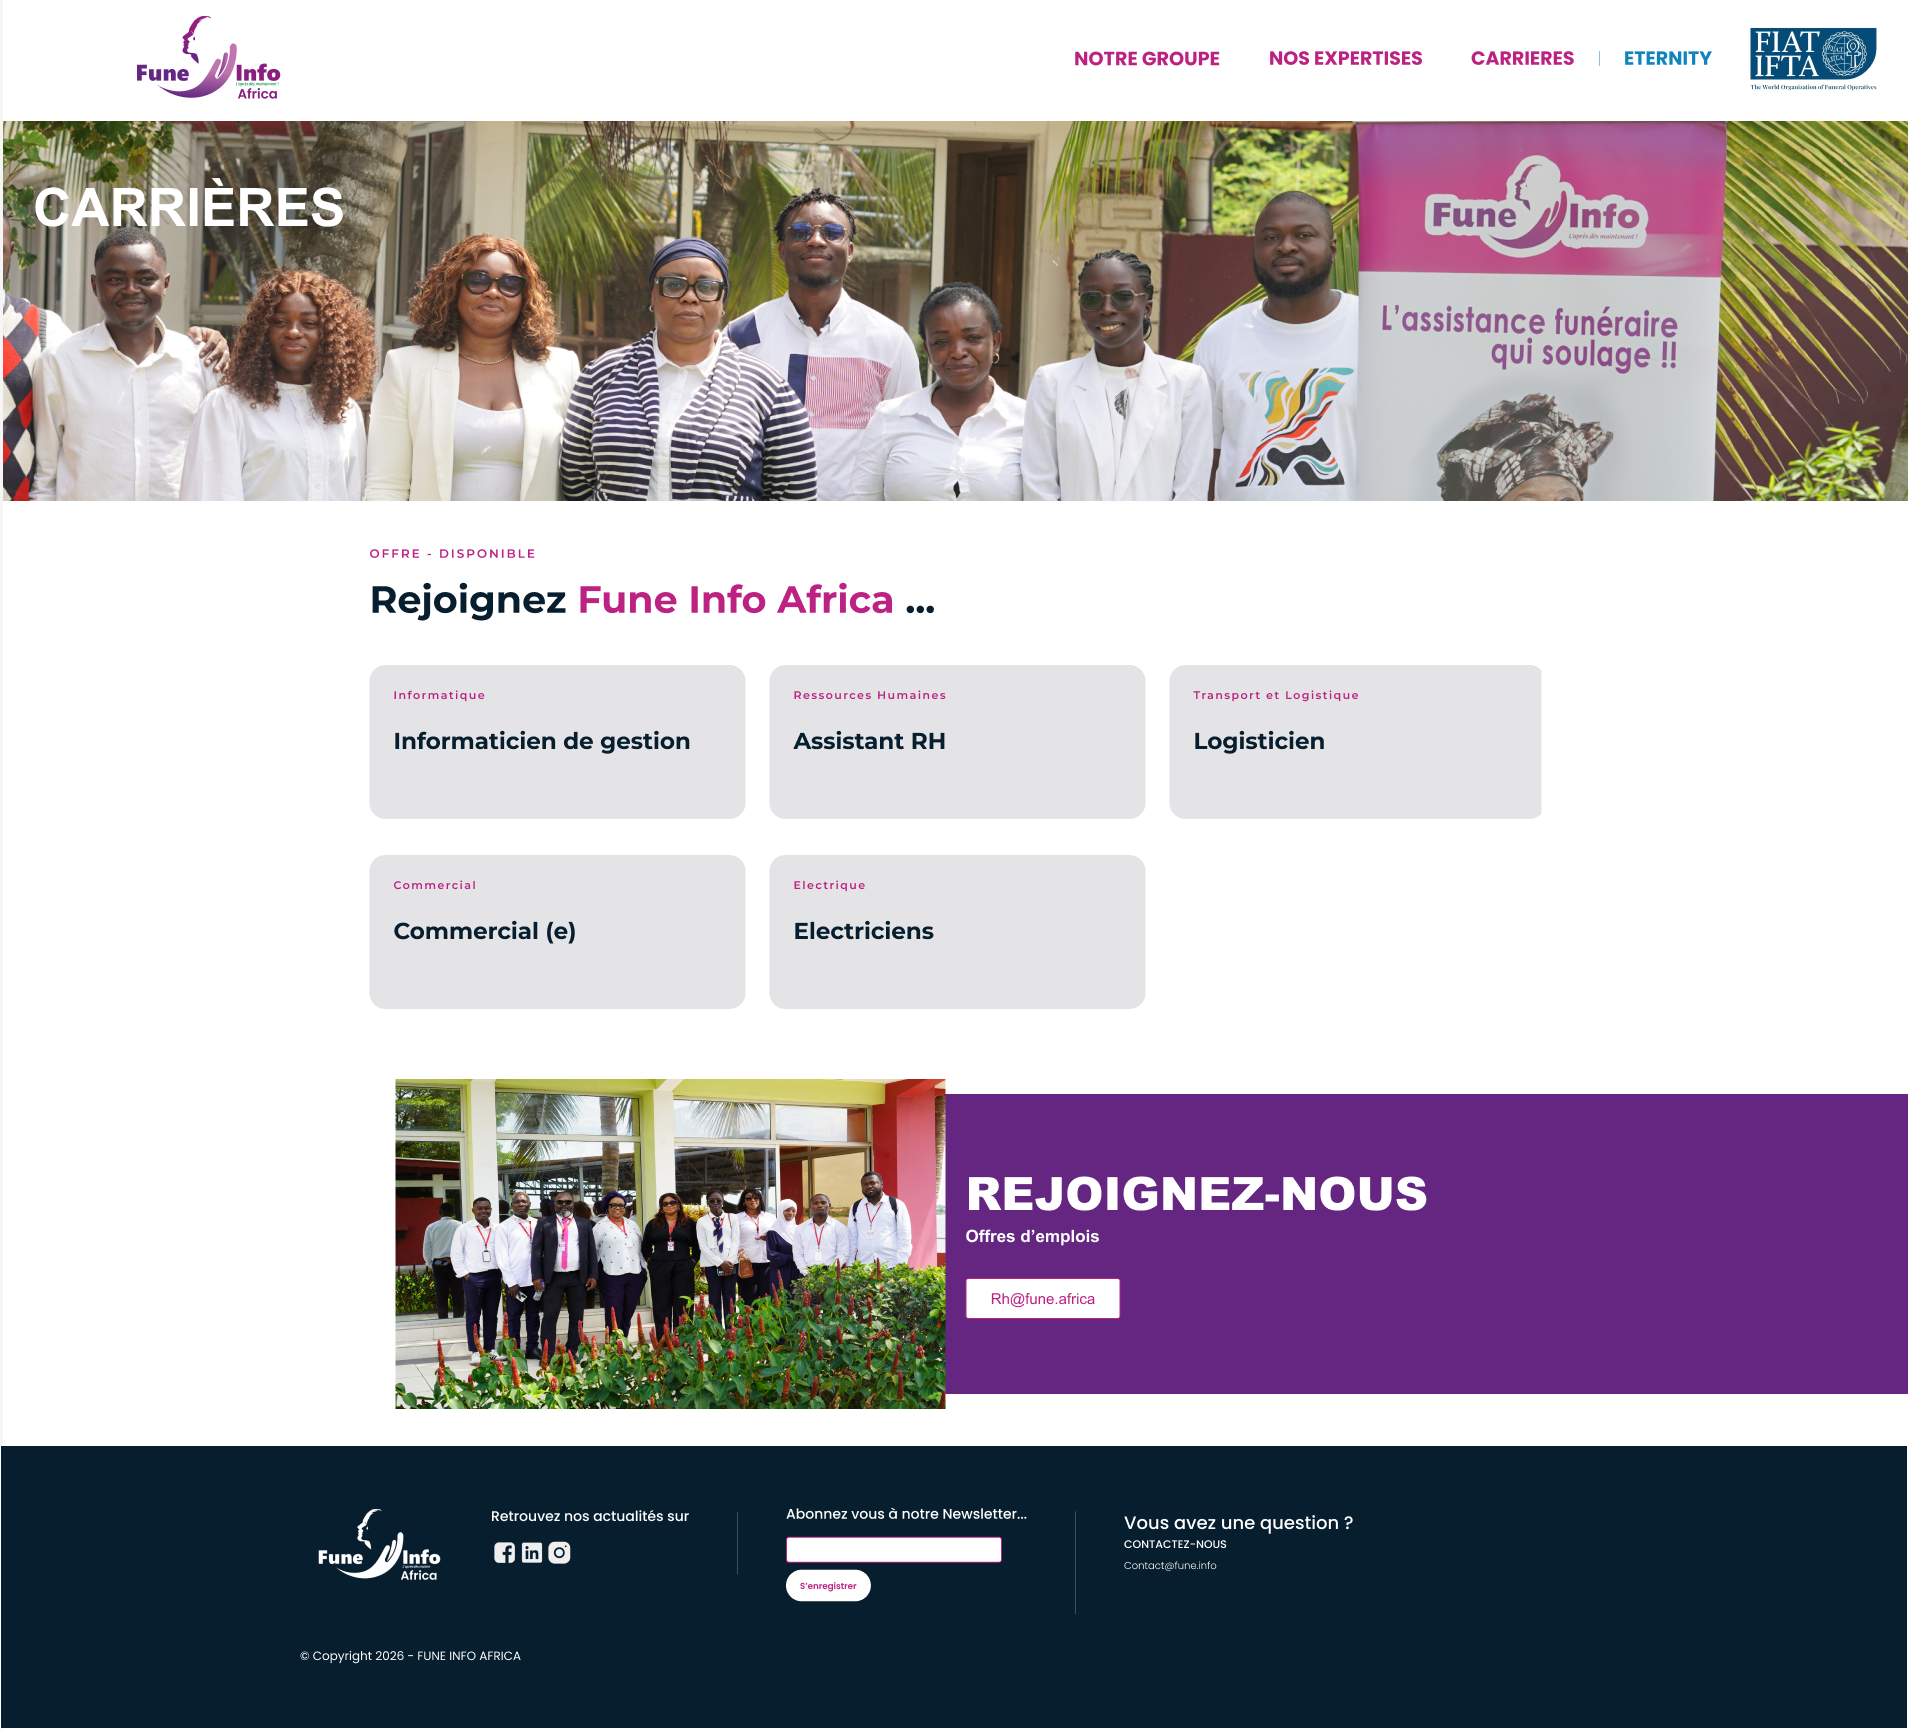 Fune Info
Africa
NOTRE GROUPE
NOS EXPERTISES
CARRIERES
ETERNITY
FIAT
IFTA
The World Organization of Funeral Operatives
CARRIÈRES
Fune Info
L'après dès maintenant !
L'assistance funéraire
qui soulage !!
OFFRE - DISPONIBLE
Rejoignez Fune Info Africa ...
Informatique
Informaticien de gestion
Ressources Humaines
Assistant RH
Transport et Logistique
Logisticien
Commercial
Commercial (e)
Electrique
Electriciens
REJOIGNEZ-NOUS
Offres d'emplois
Rh@fune.africa
Fune Info
Africa
Retrouvez nos actualités sur
Abonnez vous à notre Newsletter...
S'enregistrer
Vous avez une question ?
CONTACTEZ-NOUS
Contact@fune.info
© Copyright 2026 - FUNE INFO AFRICA